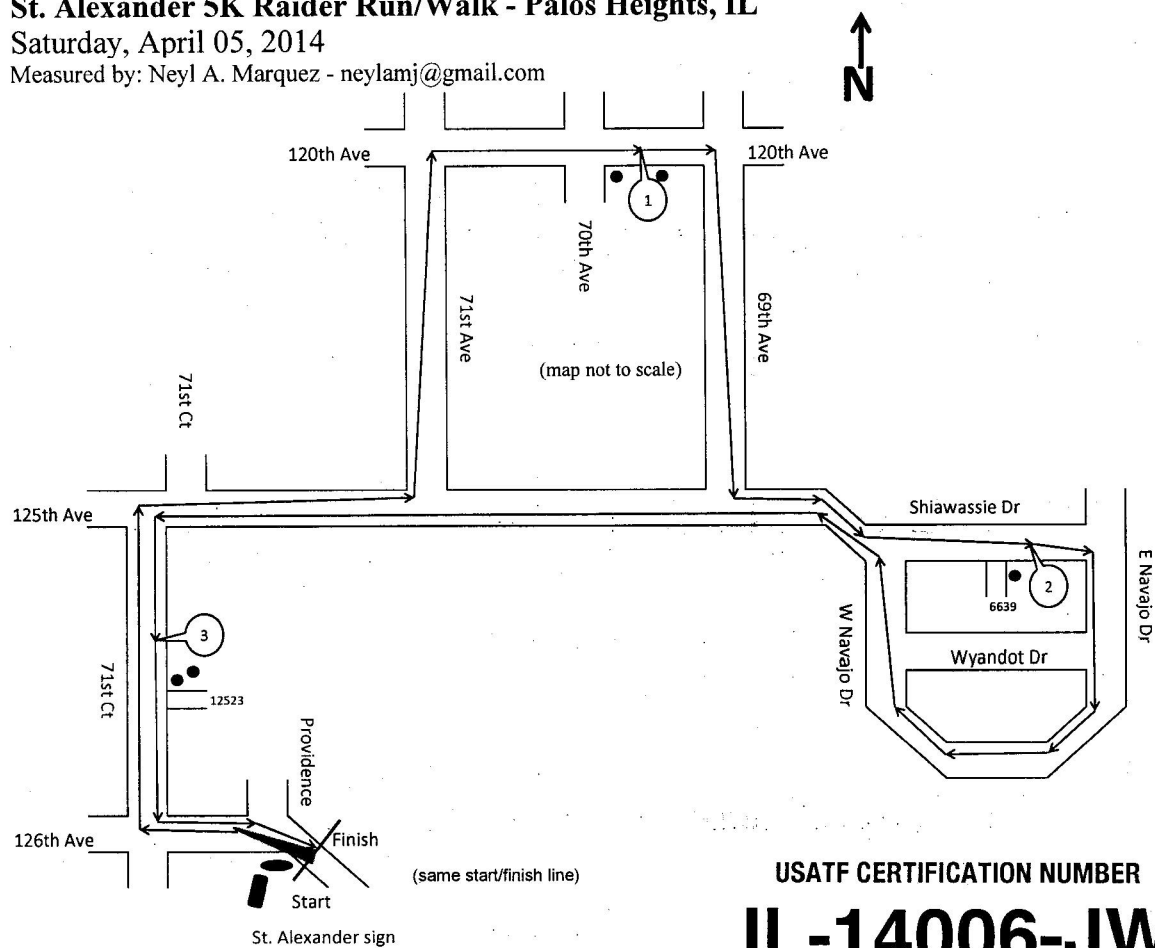 St. Alexander 5K Raider Run/Walk - Palos Heights, IL
Saturday, April 05, 2014
Measured by: Neyl A. Marquez - neylamj@gmail.com
N
120th Ave
120th Ave
1
70th Ave
71st Ave
69th Ave
(map not to scale)
71st Ct
125th Ave
Shiawassie Dr
E Navajo Dr
2
6639
W Navajo Dr
Wyandot Dr
3
71st Ct
12523
Providence
126th Ave
Finish
(same start/finish line)
Start
St. Alexander sign
USATF CERTIFICATION NUMBER
IL-14006-JW